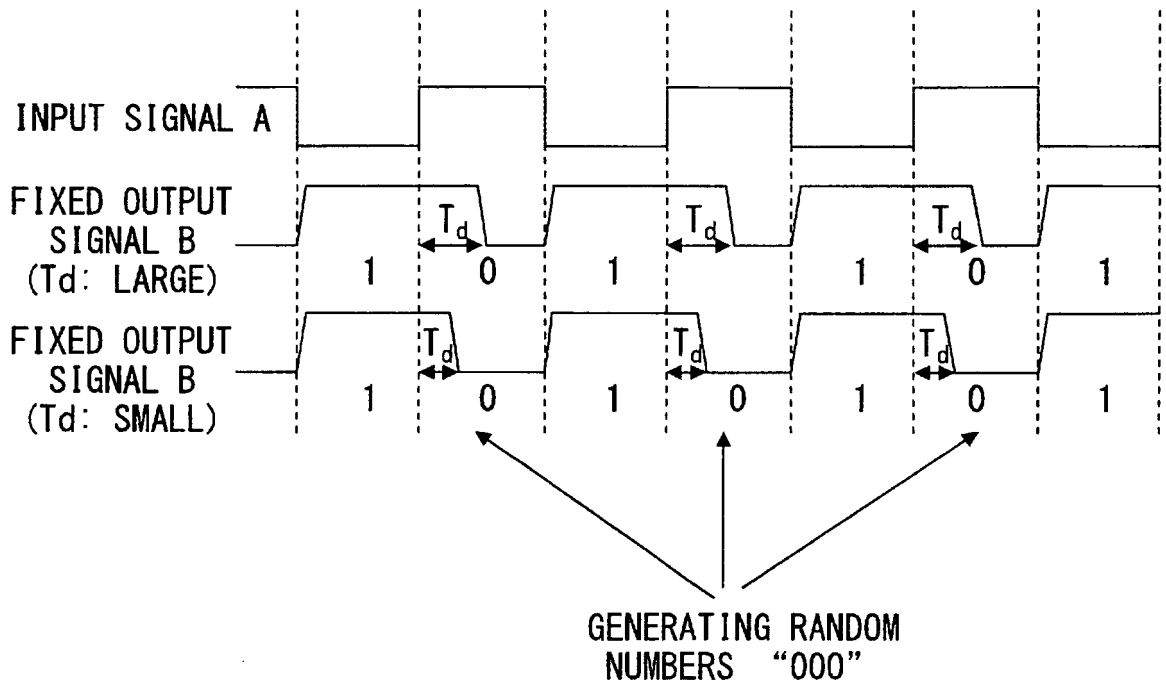 INPUT SIGNAL A
FIXED OUTPUT
SIGNAL B
(Td: LARGE)
Td Td Td
1 0 1 1 0 1
FIXED OUTPUT
SIGNAL B
(Td: SMALL)
Td Td Td
1 0 1 0 1 0 1
GENERATING RANDOM
NUMBERS “000”